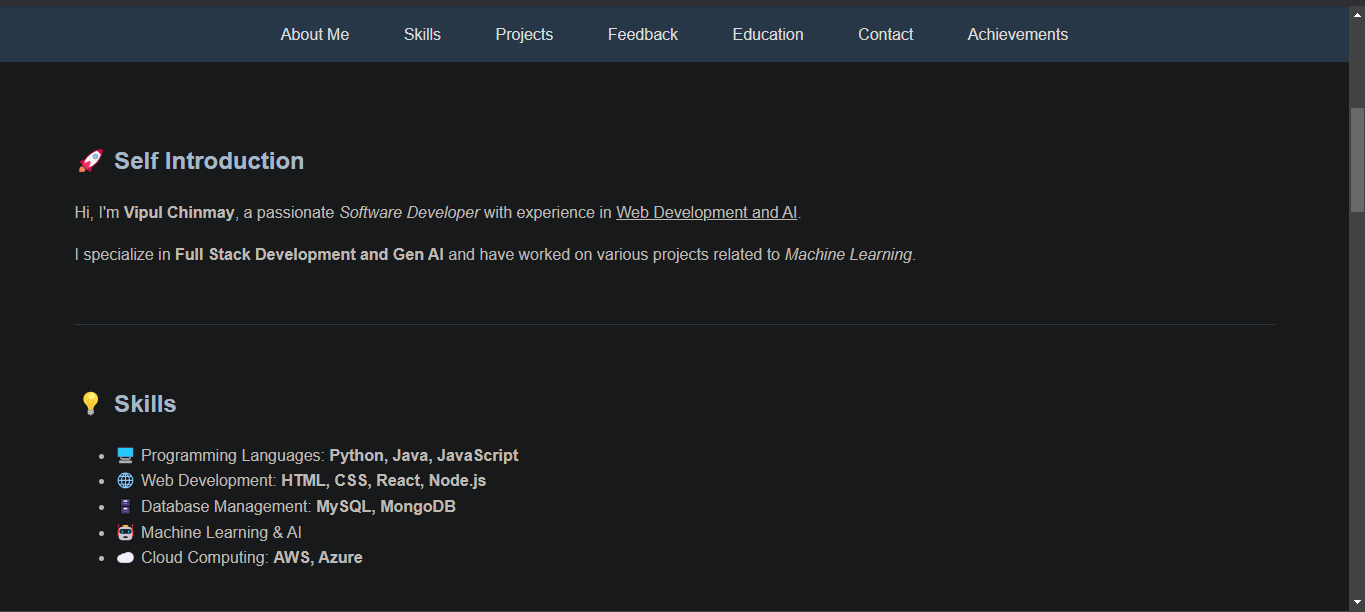 About Me Skills Projects Feedback Education Contact Achievements
🚀 Self Introduction
Hi, I'm Vipul Chinmay, a passionate Software Developer with experience in Web Development and AI.
I specialize in Full Stack Development and Gen AI and have worked on various projects related to Machine Learning.
💡 Skills
• 💻 Programming Languages: Python, Java, JavaScript
• 🌐 Web Development: HTML, CSS, React, Node.js
• 🗄️ Database Management: MySQL, MongoDB
• 🤖 Machine Learning & AI
• ☁️ Cloud Computing: AWS, Azure